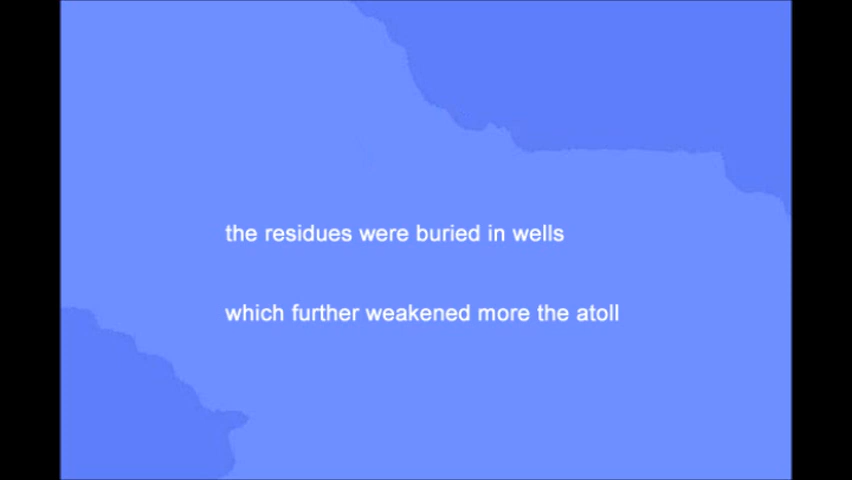 the residues were buried in wells
which further weakened more the atoll